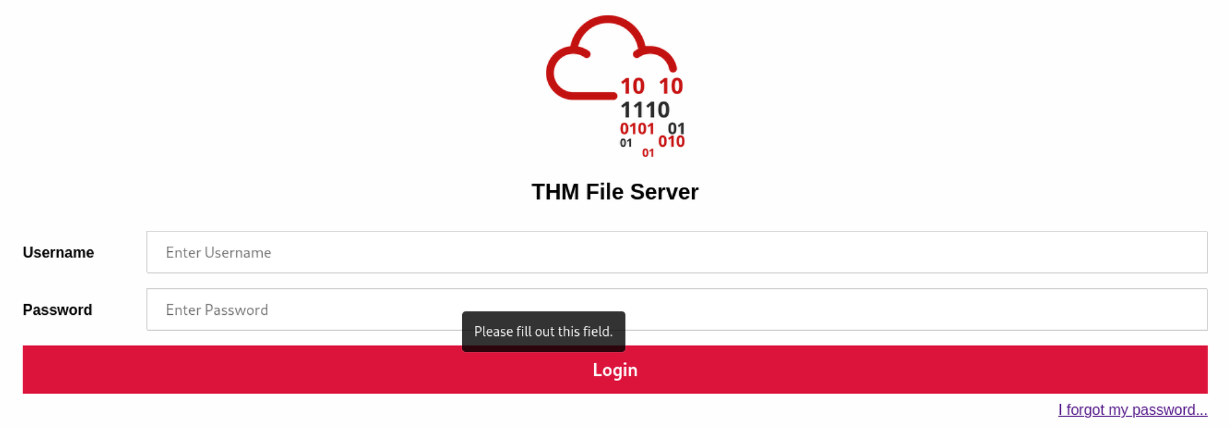 10 10
1110
0101 01
01 010
01
THM File Server
Username Enter Username
Password Enter Password
Please fill out this field.
Login
I forgot my password...